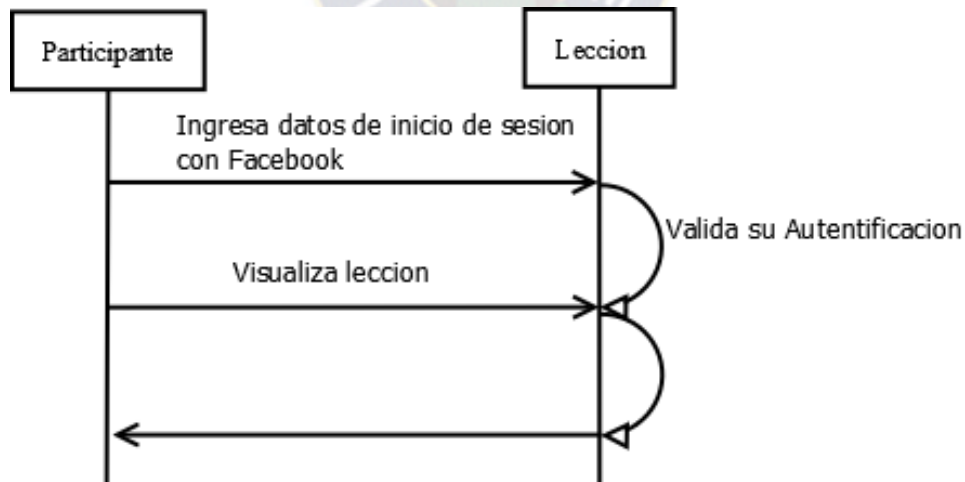 Participante
Leccion
Ingresa datos de inicio de sesion
con Facebook
Valida su Autentificacion
Visualiza leccion